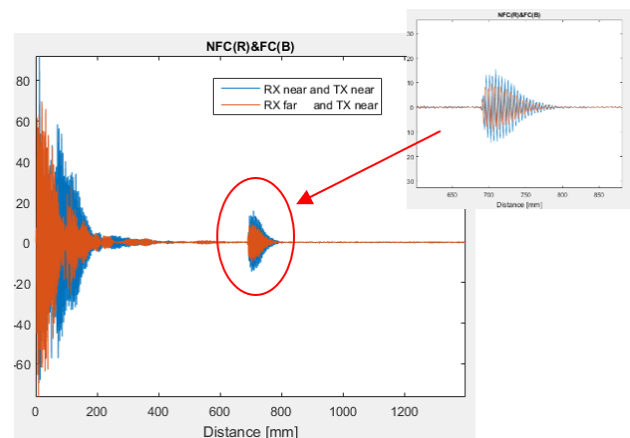 NFC(R)&FC(B)
RX near and TX near
RX far and TX near
80
60
40
20
0
-20
-40
-60
0 200 400 600 800 1000 1200
Distance [mm]
NFC(R)&FC(B)
30
20
10
0
10
20
30
650 700 750 800 850
Distance [mm]